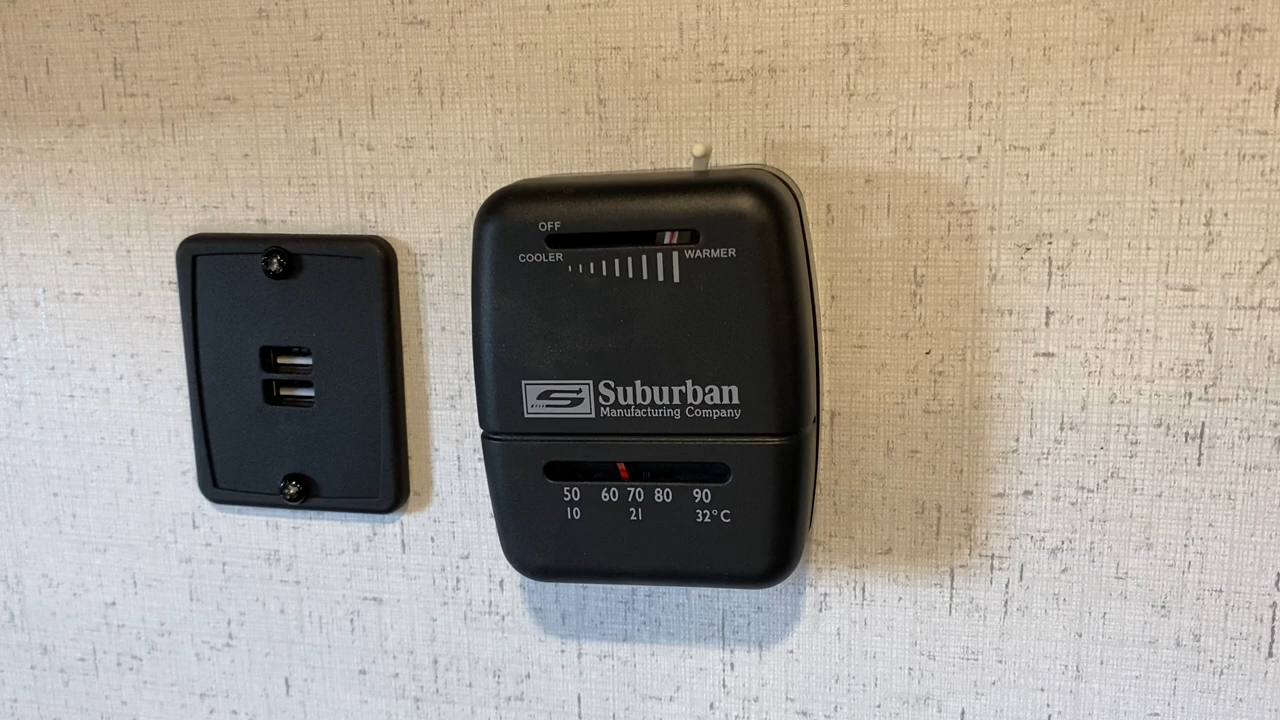 OFF
COOLER WARMER
Suburban
Manufacturing Company
50 60 70 80 90
10 21 32°C